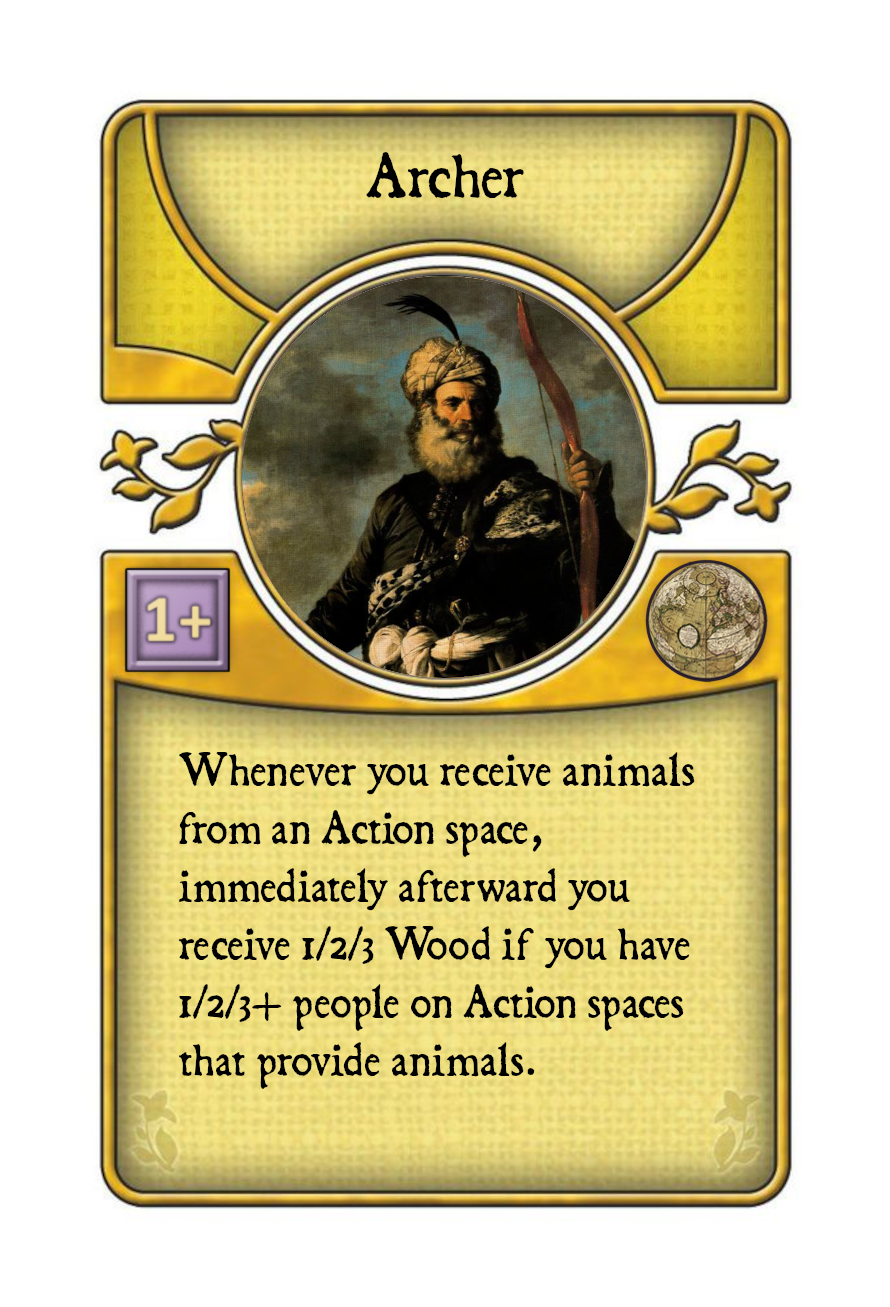 Archer
1+
Whenever you receive animals
from an Action space,
immediately afterward you
receive 1/2/3 Wood if you have
1/2/3+ people on Action spaces
that provide animals.